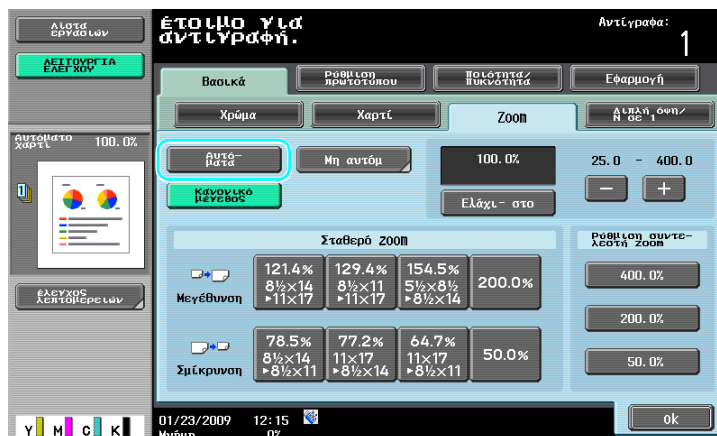 Λίστα
εργασιών
έτοιμο για
αντιγραφή.
Αντίγραφα:
1
ΛΕΙΤΟΥΡΓΙΑ
ΕΛΕΓΧΟΥ
Βασικά
Ρύθμιση
πρωτοτύπου
Ποιότητα/
Πυκνότητα
Εφαρμογή
Χρώμα
Χαρτί
Zoom
Διπλή όψη/
N σε 1
Αυτόματο
χαρτί
100.0%
Αυτό-
ματα
Μη αυτόμ
100.0%
25.0 - 400.0
Κανονικό
μέγεθος
Ελάχι- στο
− +
1
Σταθερό zoom
Ρύθμιση συντε-
λεστή zoom
Μεγέθυνση
121.4%
8½×14
▸11×17
129.4%
8½×11
▸11×17
154.5%
5½×8½
▸8½×14
200.0%
400.0%
έλεγχος
λεπτομερειών
200.0%
Σμίκρυνση
78.5%
8½×14
▸8½×11
77.2%
11×17
▸8½×14
64.7%
11×17
▸8½×11
50.0%
50.0%
Y M C K
01/23/2009 12:15
Μνήμη 0%
ok